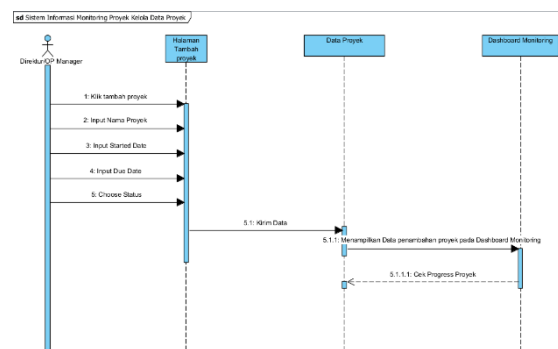 sd Sistem Informasi Monitoring Proyek Kelola Data Proyek
Direktur/OP Manager
Halaman
Tambah
proyek
Data Proyek
Dashboard Monitoring
1: Klik tambah proyek
2: Input Nama Proyek
3: Input Started Date
4: Input Due Date
5: Choose Status
5.1: Kirim Data
5.1.1: Menampilkan Data penambahan proyek pada Dashboard Monitoring
5.1.1.1: Cek Progress Proyek